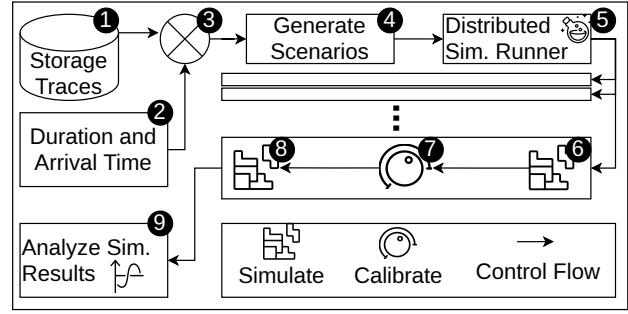 1
Storage
Traces
2
Duration and
Arrival Time
3
Generate
Scenarios
4
Distributed
Sim. Runner
5
6
7
8
9
Analyze Sim.
Results
Simulate
Calibrate
Control Flow